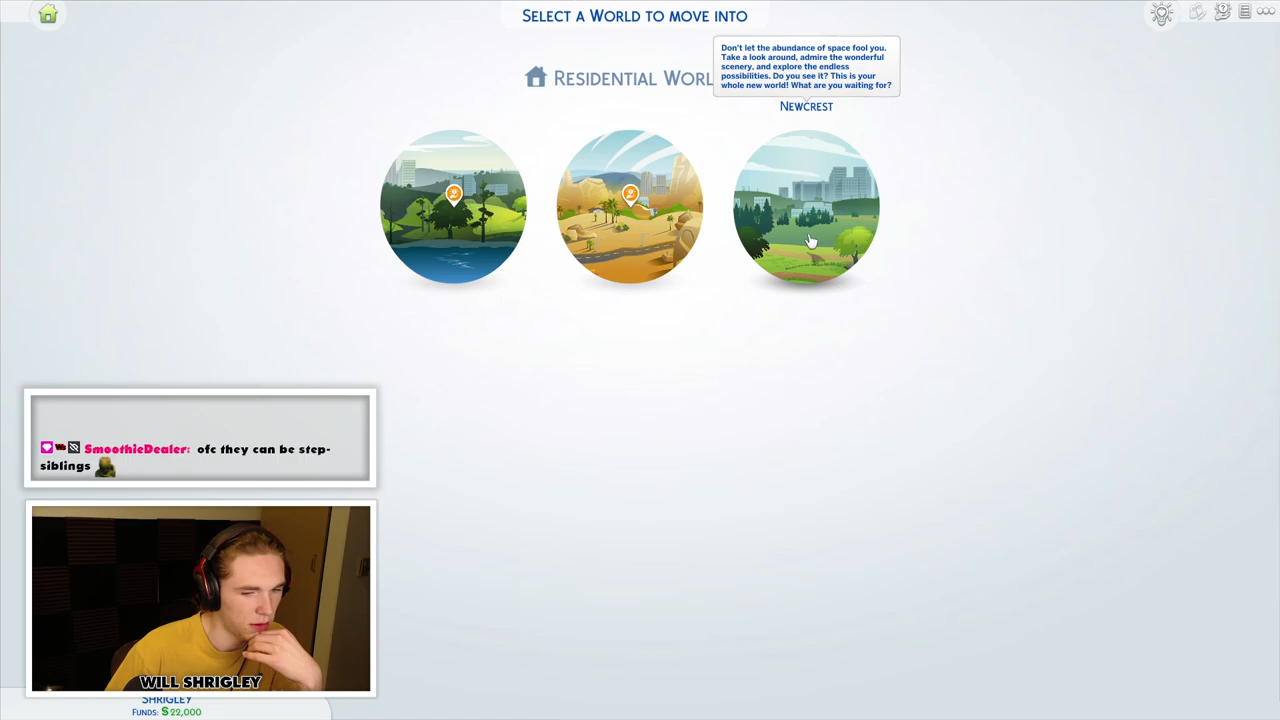 Select a World to move into
Don't let the abundance of space fool you.
Take a look around, admire the wonderful
scenery, and explore the endless
possibilities. Do you see it? This is your
whole new world! What are you waiting for?
Residential Worl
Newcrest
SmoothieDealer: ofc they can be step-
siblings
WILL SHRIGLEY
SHRIGLEY
Funds: $22,000